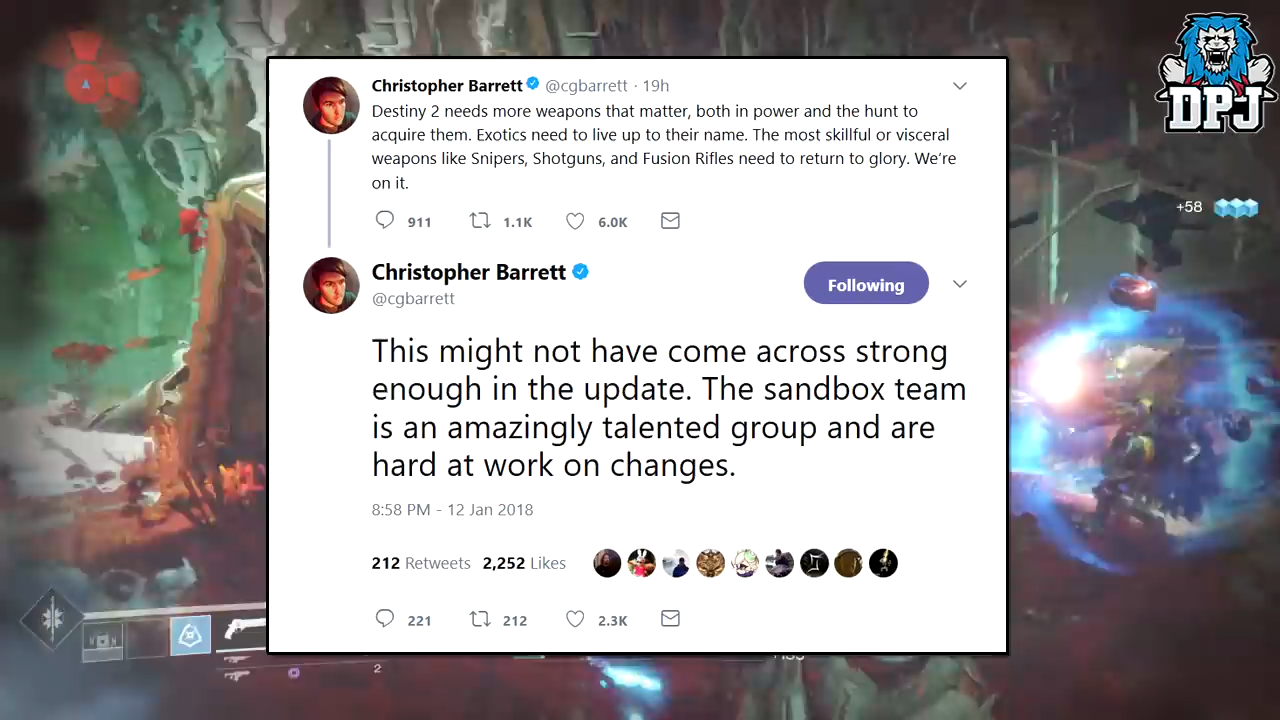 Christopher Barrett @cgbarrett · 19h
Destiny 2 needs more weapons that matter, both in power and the hunt to
acquire them. Exotics need to live up to their name. The most skillful or visceral
weapons like Snipers, Shotguns, and Fusion Rifles need to return to glory. We're
on it.
911 1.1K 6.0K
Christopher Barrett
@cgbarrett
Following
This might not have come across strong
enough in the update. The sandbox team
is an amazingly talented group and are
hard at work on changes.
8:58 PM - 12 Jan 2018
212 Retweets 2,252 Likes
221 212 2.3K
DPJ
+58
2